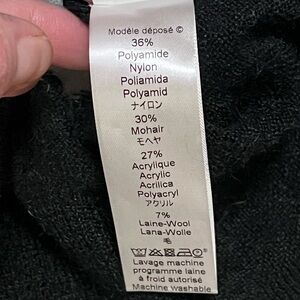 Modèle déposé ©
36%
Polyamide
Nylon
Poliamida
Polyamid
ナイロン
30%
Mohair
モヘヤ
27%
Acrylique
Acrylic
Acrilica
Polyacryl
アクリル
7%
Laine-Wool
Lana-Wolle
毛
Lavage machine
programme laine
à froid autorisé
Machine washable